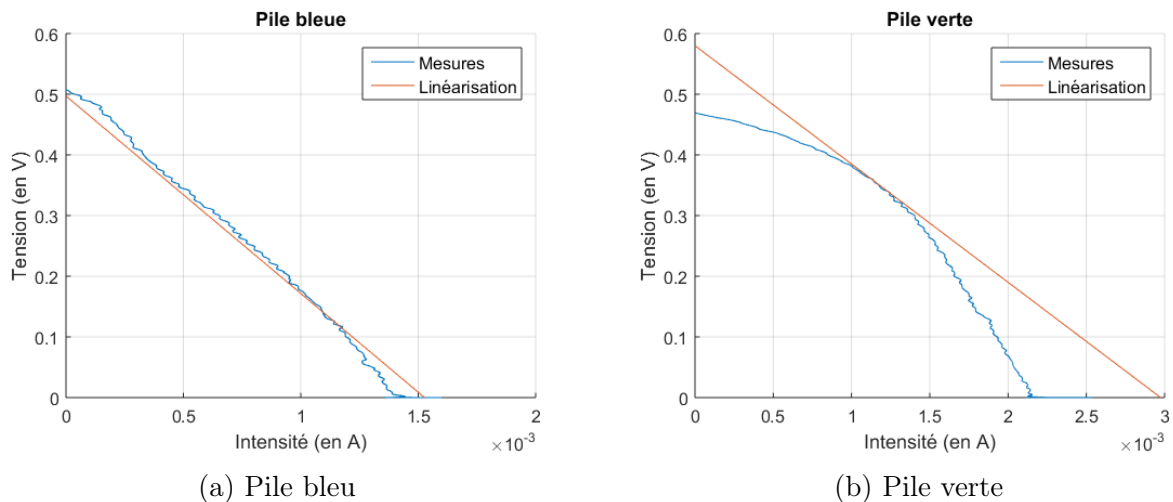 Pile bleue
0.6
0.5
0.4
0.3
0.2
0.1
0
Tension (en V)
Mesures
Linéarisation
0
0.5
1
1.5
2
Intensité (en A)
×10-3
(a) Pile bleu
Pile verte
0.6
0.5
0.4
0.3
0.2
0.1
0
Tension (en V)
Mesures
Linéarisation
0
0.5
1
1.5
2
2.5
3
Intensité (en A)
×10-3
(b) Pile verte